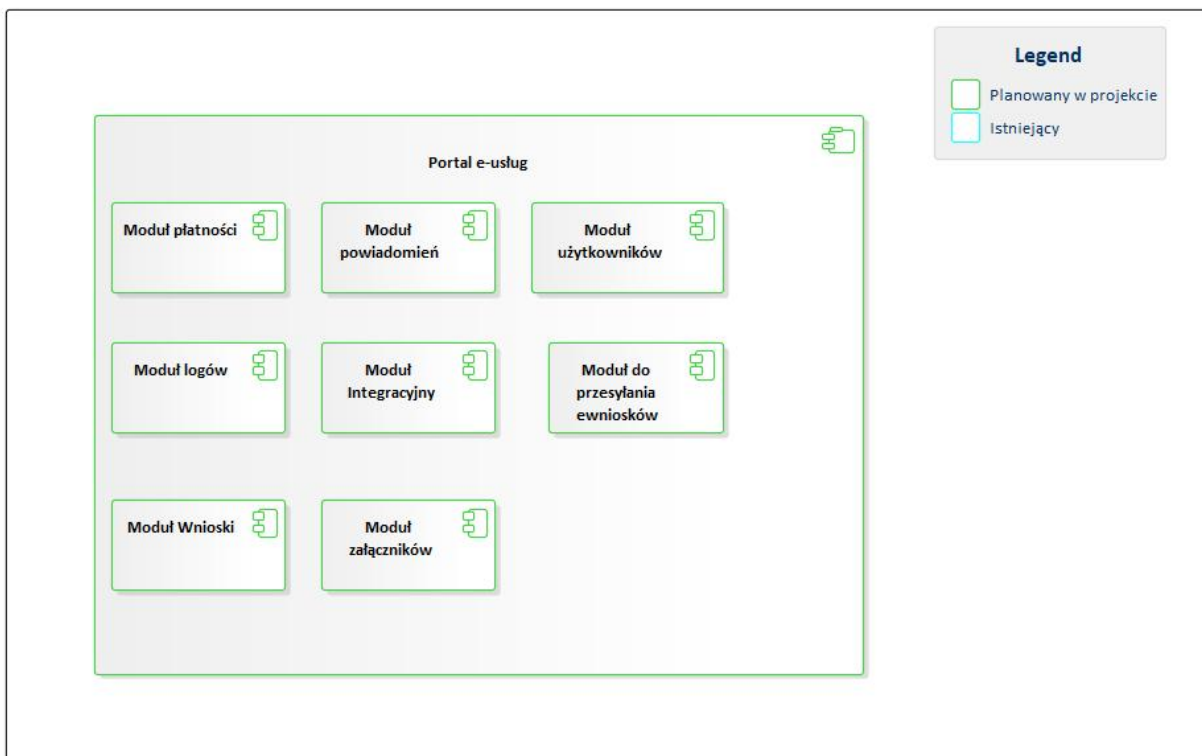 Legend
Planowany w projekcie
Istniejący
Portal e-usług
Moduł płatności
Moduł
powiadomień
Moduł
użytkowników
Moduł logów
Moduł
Integracyjny
Moduł do
przesyłania
ewniosków
Moduł Wnioski
Moduł
załączników